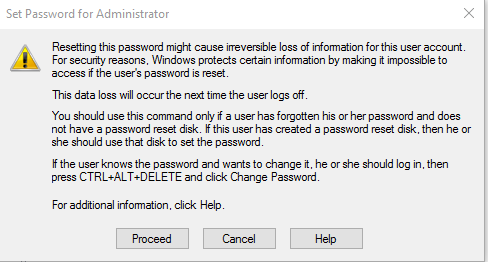 Set Password for Administrator
Resetting this password might cause irreversible loss of information for this user account.
For security reasons, Windows protects certain information by making it impossible to
access if the user's password is reset.
This data loss will occur the next time the user logs off.
You should use this command only if a user has forgotten his or her password and does
not have a password reset disk. If this user has created a password reset disk, then he or
she should use that disk to set the password.
If the user knows the password and wants to change it, he or she should log in, then
press CTRL+ALT+DELETE and click Change Password.
For additional information, click Help.
Proceed Cancel Help